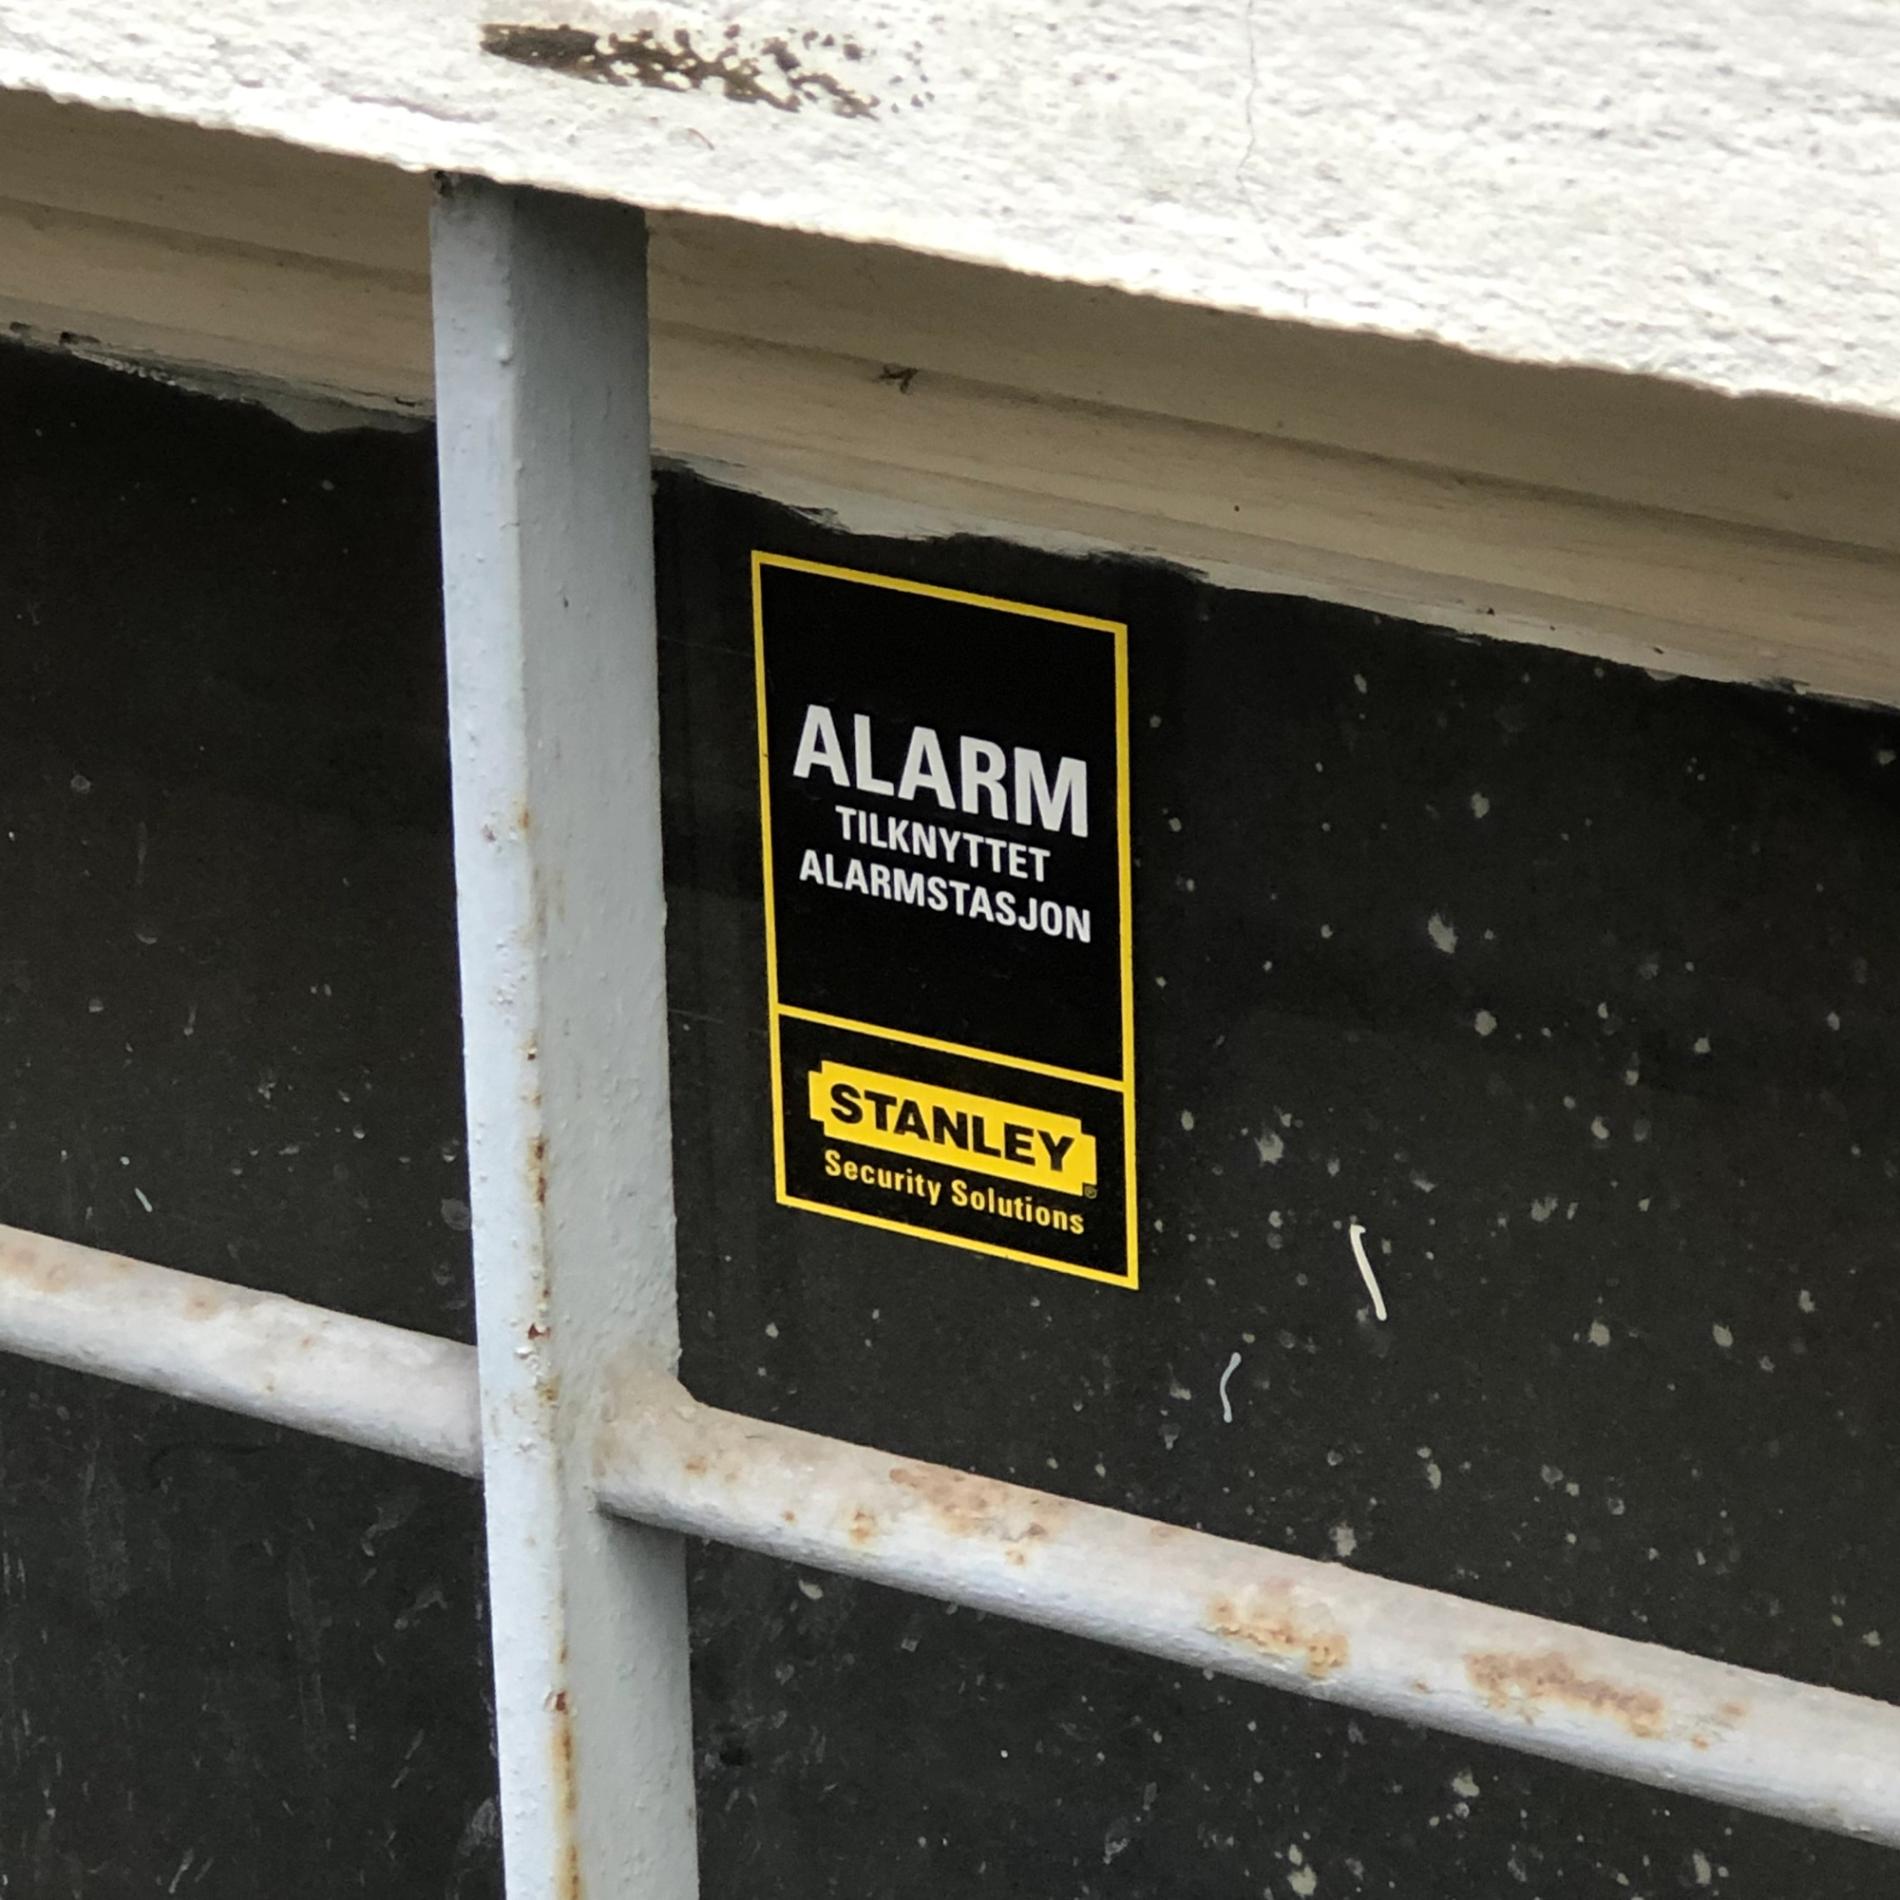 ALARM
TILKNYTTET
ALARMSTASJON
STANLEY®
Security Solutions